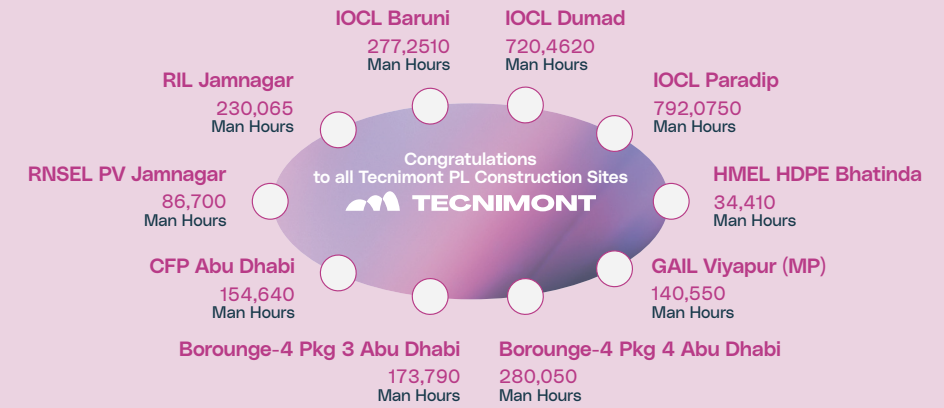 IOCL Baruni
277,2510
Man Hours
IOCL Dumad
720,4620
Man Hours
RIL Jamnagar
230,065
Man Hours
IOCL Paradip
792,0750
Man Hours
Congratulations
to all Tecnimont PL Construction Sites
TECNIMONT
RNSEL PV Jamnagar
86,700
Man Hours
HMEL HDPE Bhatinda
34,410
Man Hours
CFP Abu Dhabi
154,640
Man Hours
GAIL Viyapur (MP)
140,550
Man Hours
Borounge-4 Pkg 3 Abu Dhabi
173,790
Man Hours
Borounge-4 Pkg 4 Abu Dhabi
280,050
Man Hours